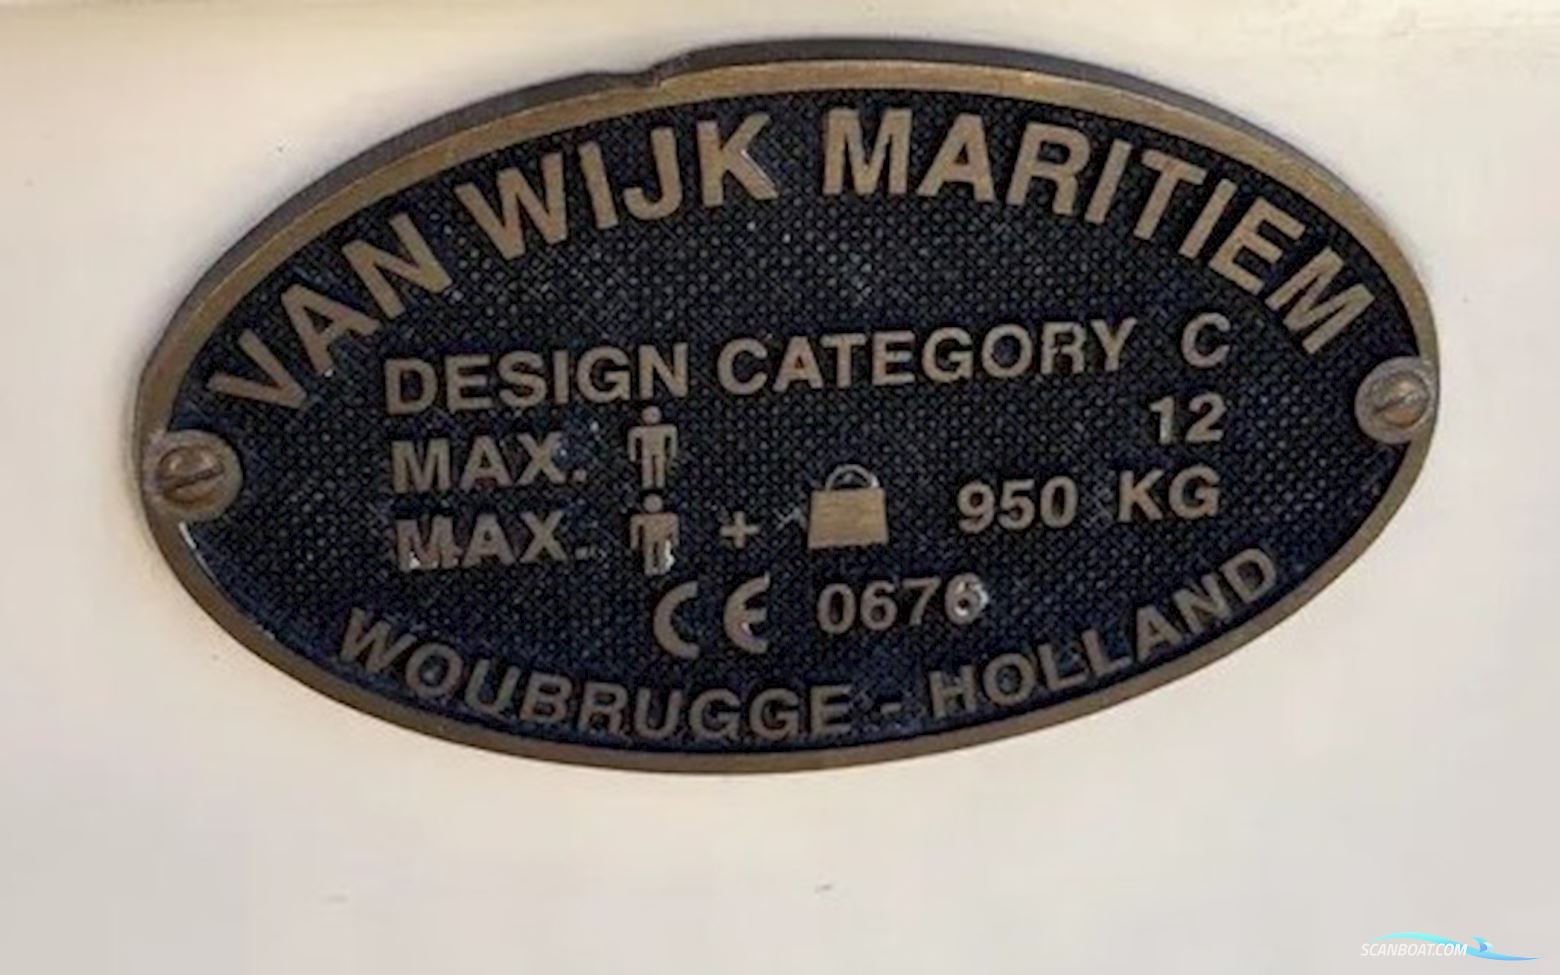 VAN WIJK MARITIEM
DESIGN CATEGORY C
MAX. 12
MAX. + 950 KG
CE 0676
WOUBRUGGE - HOLLAND
SCANBOAT.COM